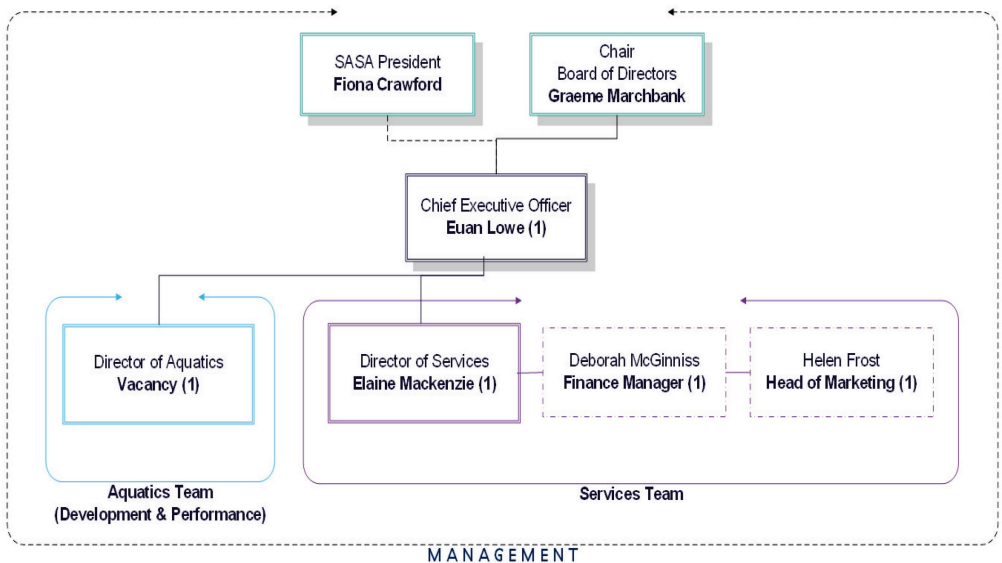 SASA President
Fiona Crawford
Chair
Board of Directors
Graeme Marchbank
Chief Executive Officer
Euan Lowe (1)
Director of Aquatics
Vacancy (1)
Director of Services
Elaine Mackenzie (1)
Deborah McGinniss
Finance Manager (1)
Helen Frost
Head of Marketing (1)
Aquatics Team
(Development & Performance)
Services Team
MANAGEMENT